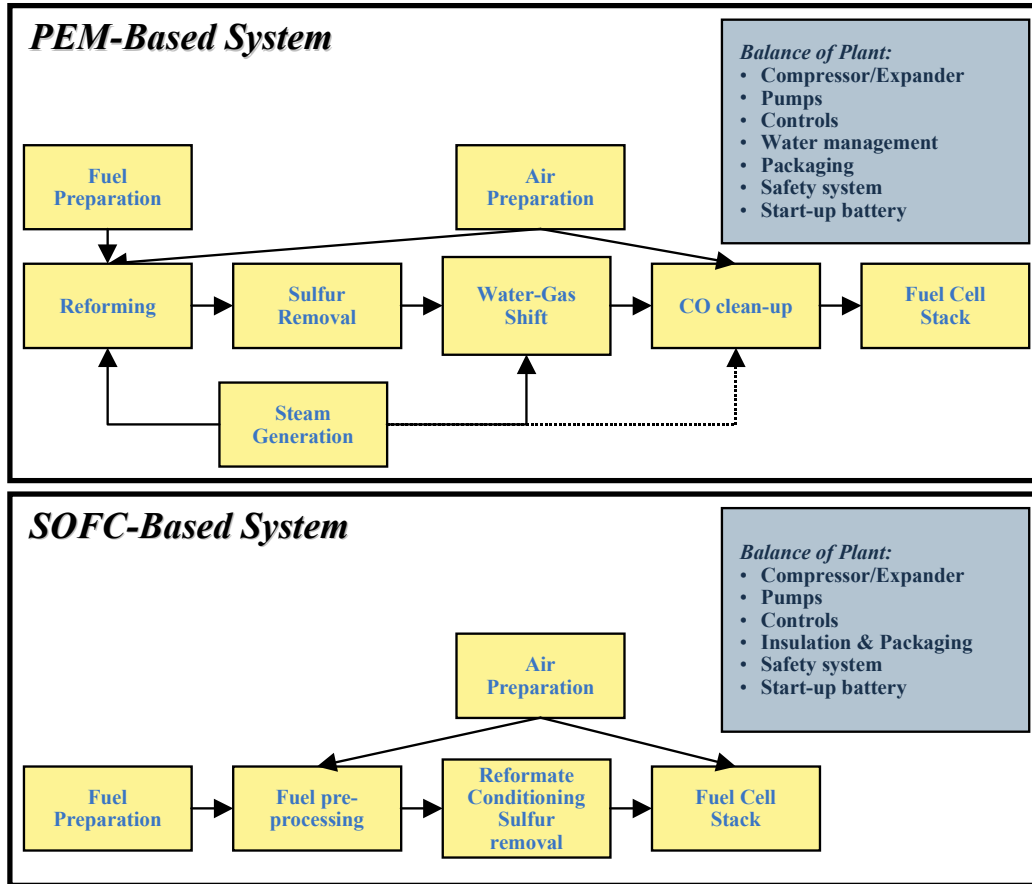 PEM-Based System
Balance of Plant:
• Compressor/Expander
• Pumps
• Controls
• Water management
• Packaging
• Safety system
• Start-up battery
Fuel
Preparation
Air
Preparation
Reforming
Sulfur
Removal
Water-Gas
Shift
CO clean-up
Fuel Cell
Stack
Steam
Generation
SOFC-Based System
Balance of Plant:
• Compressor/Expander
• Pumps
• Controls
• Insulation & Packaging
• Safety system
• Start-up battery
Air
Preparation
Fuel
Preparation
Fuel pre-
processing
Reformate
Conditioning
Sulfur
removal
Fuel Cell
Stack